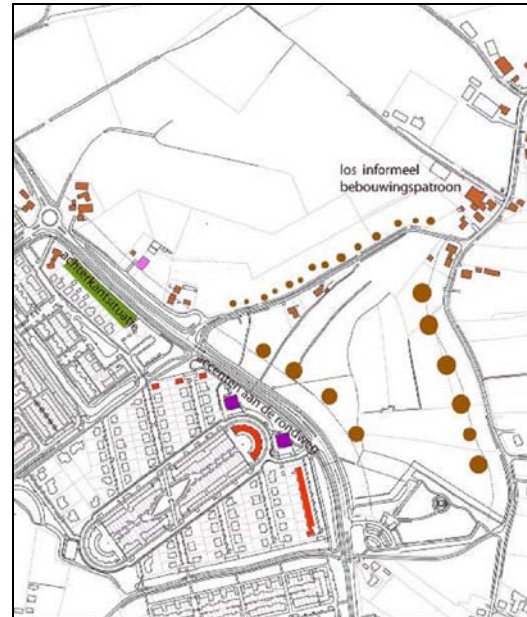 los informeel
bebouwingspatroon
achterkantsituatie
accenten aan de rondweg